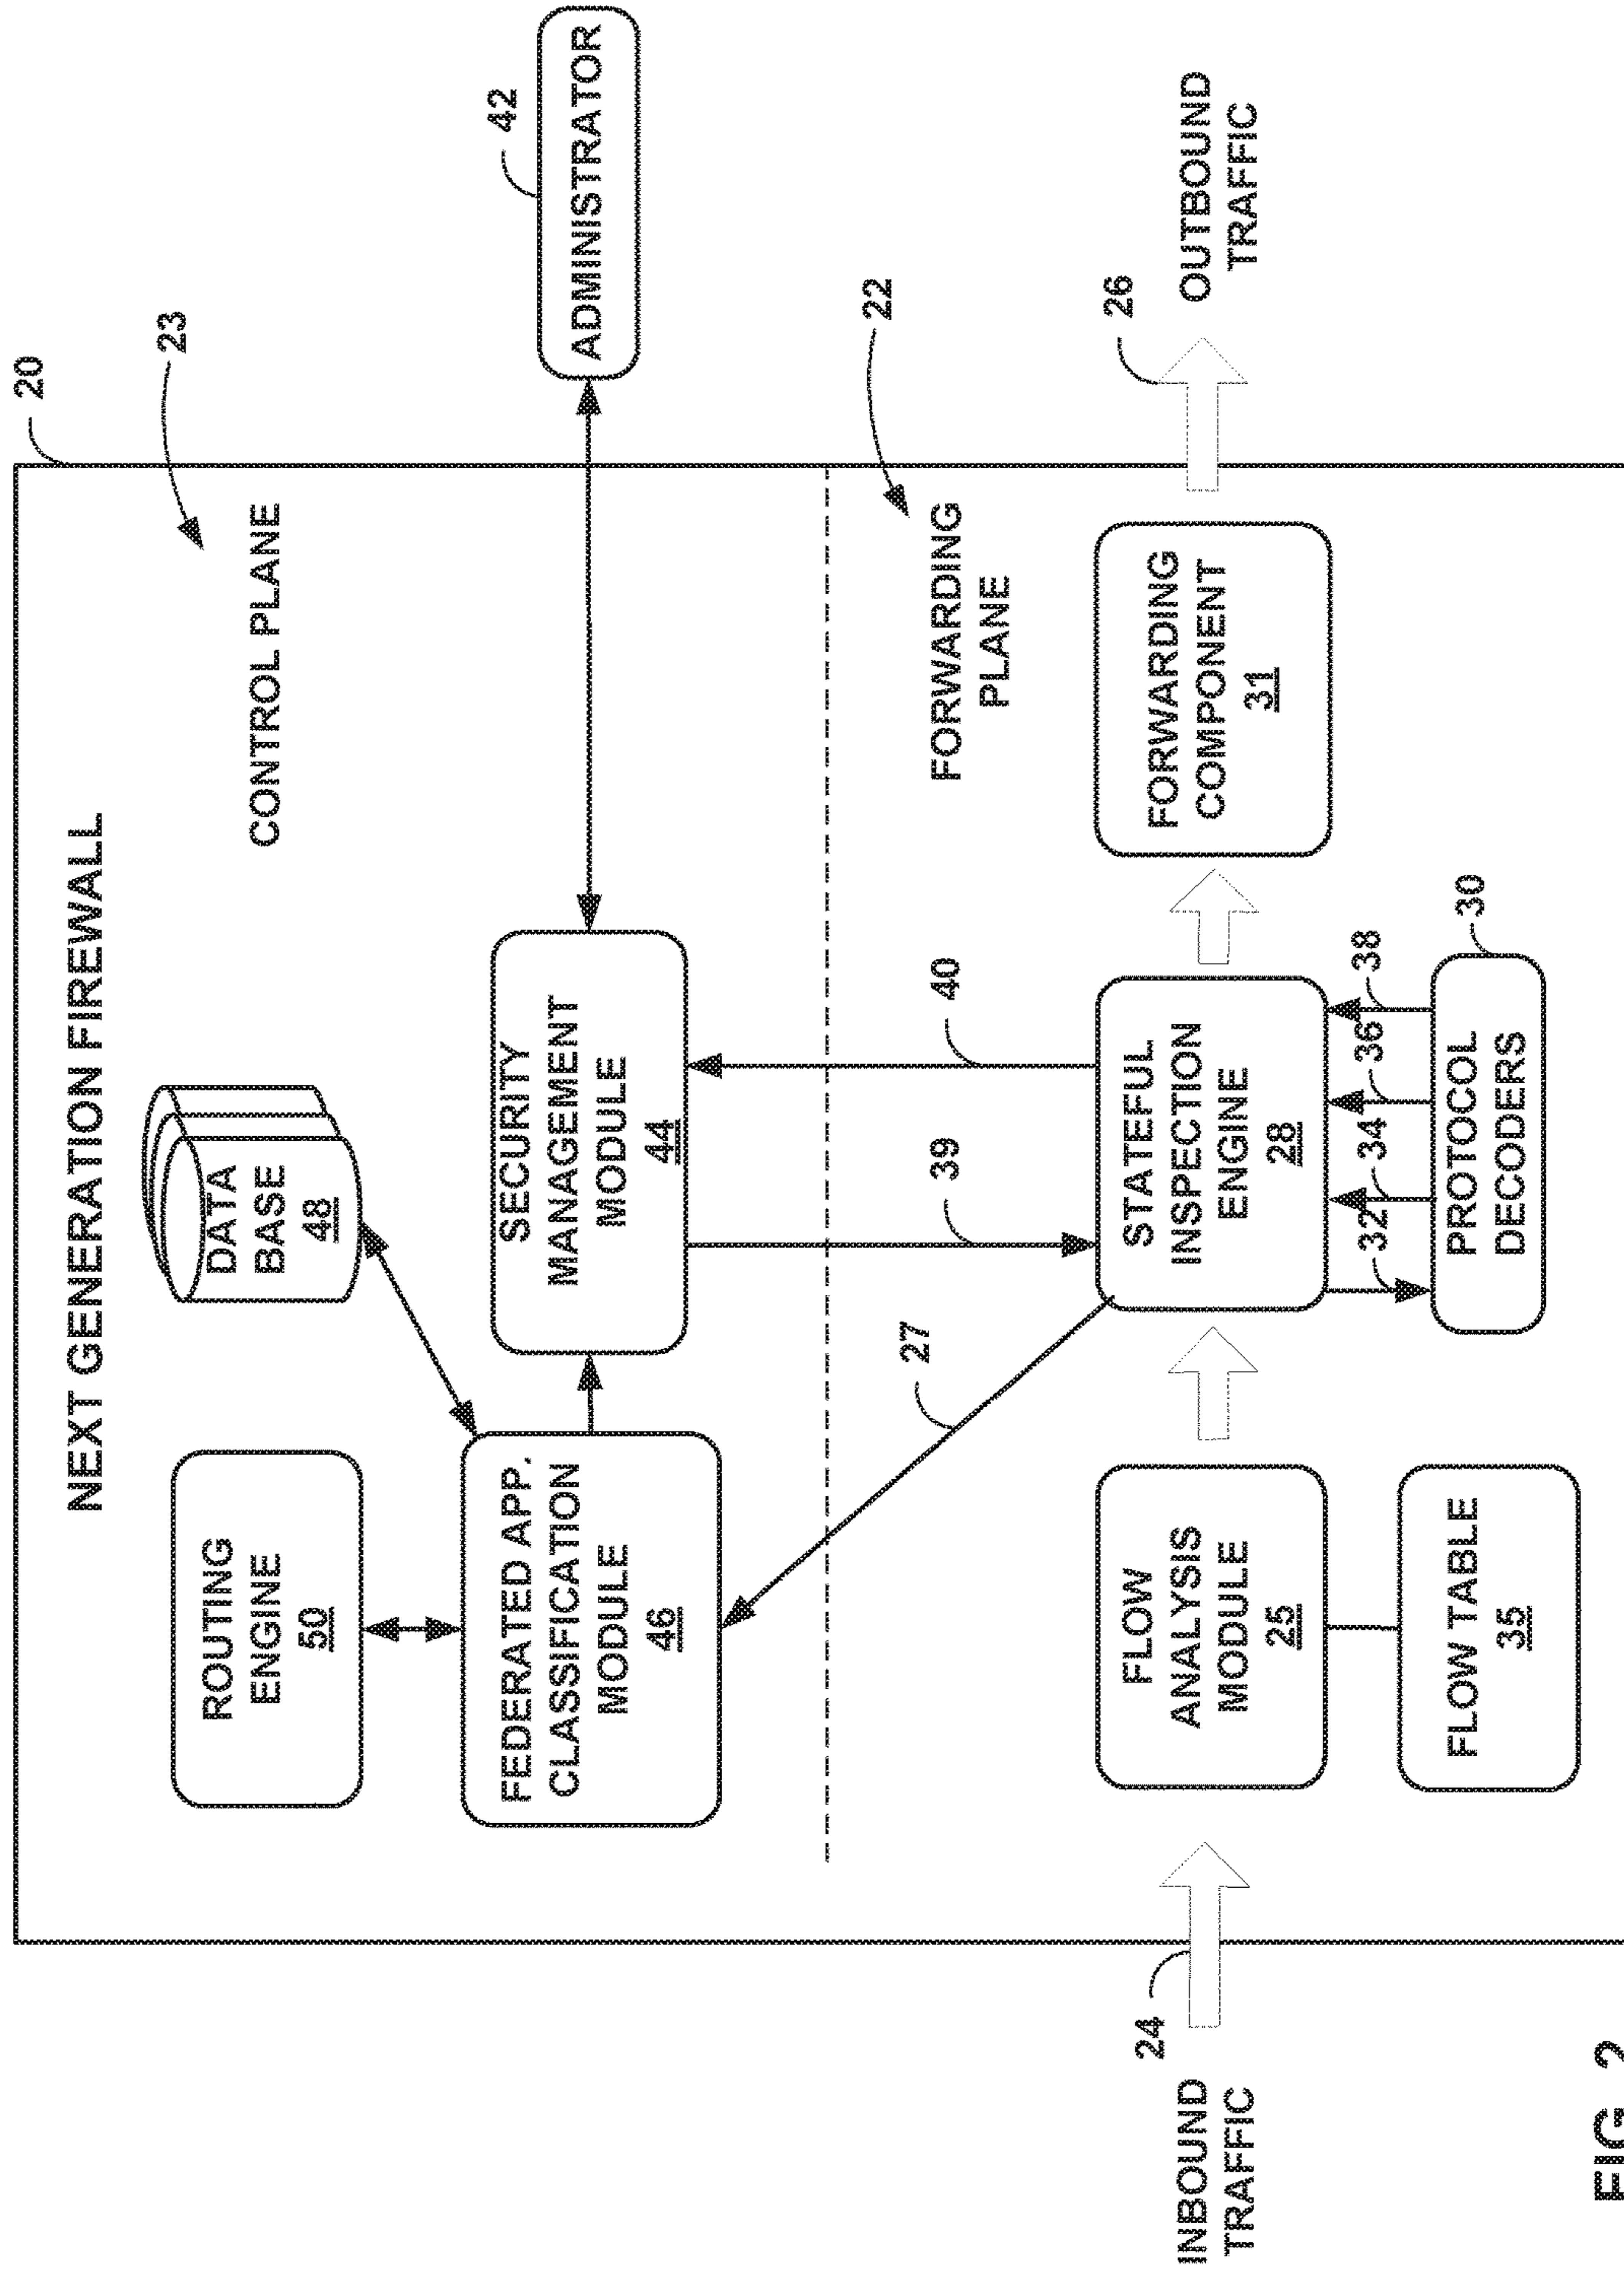 NEXT GENERATION FIREWALL
20
23
CONTROL PLANE
ROUTING
ENGINE
50
DATA
BASE
48
FEDERATED APP.
CLASSIFICATION
MODULE
46
SECURITY
MANAGEMENT
MODULE
44
42
ADMINISTRATOR
27
39
40
FORWARDING
PLANE
22
INBOUND
TRAFFIC
24
FLOW
ANALYSIS
MODULE
25
STATEFUL
INSPECTION
ENGINE
28
FORWARDING
COMPONENT
31
26
OUTBOUND
TRAFFIC
32
34
36
38
30
FLOW TABLE
35
PROTOCOL
DECODERS
FIG. 2